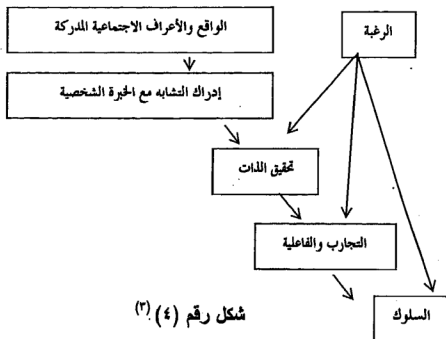 الواقع والأعراف الاجتماعية المدركة
الرغبة
إدراك التشابه مع الخبرة الشخصية
تحقيق الذات
التجارب والفاعلية
السلوك
شكل رقم (٤) (٣)